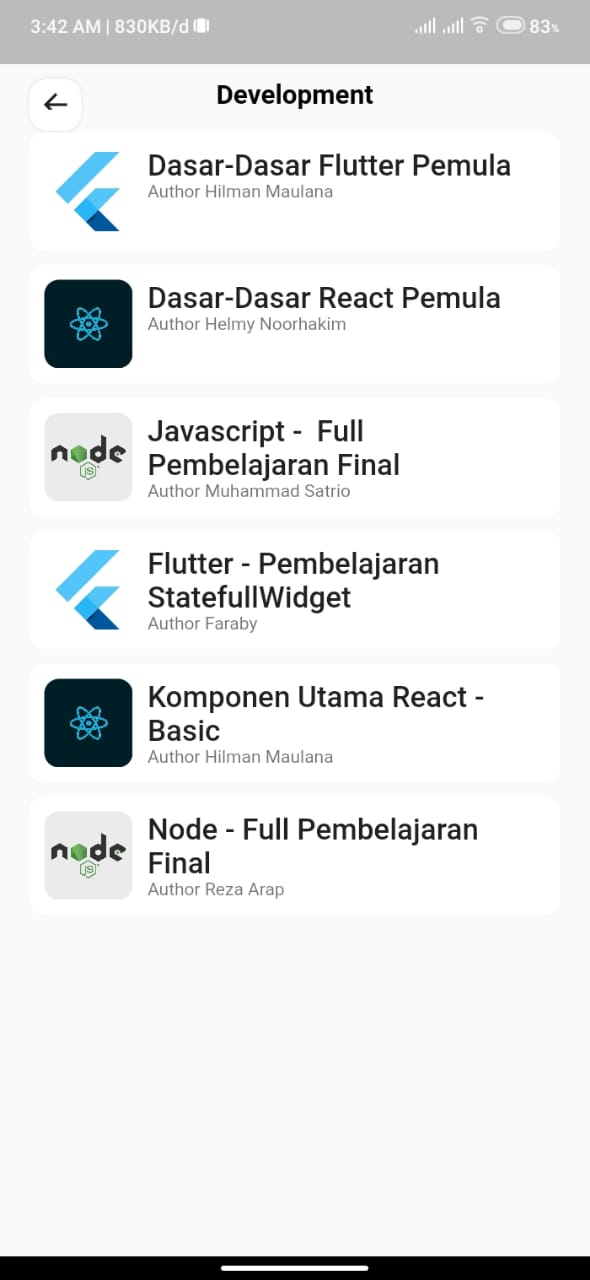 3:42 AM | 830KB/d
83%
Development
Dasar-Dasar Flutter Pemula
Author Hilman Maulana
Dasar-Dasar React Pemula
Author Helmy Noorhakim
node
JS
Javascript -  Full
Pembelajaran Final
Author Muhammad Satrio
Flutter - Pembelajaran
StatefullWidget
Author Faraby
Komponen Utama React -
Basic
Author Hilman Maulana
node
JS
Node - Full Pembelajaran
Final
Author Reza Arap